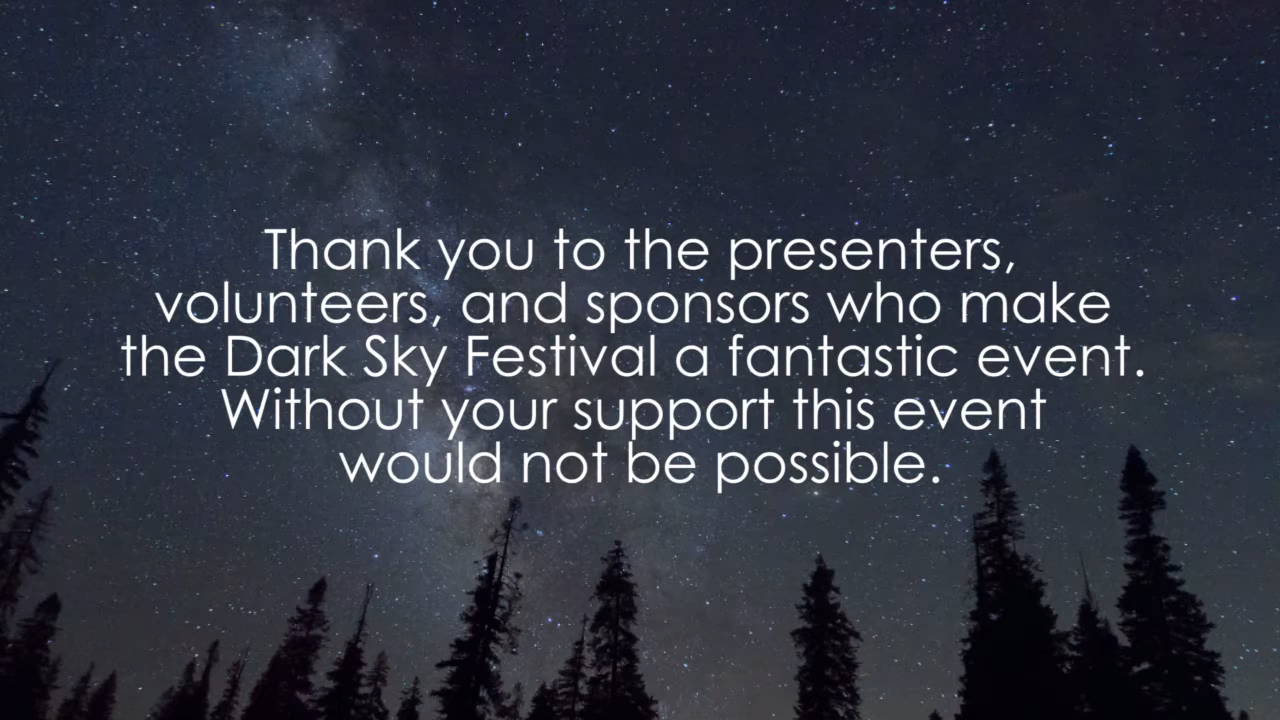 Thank you to the presenters,
volunteers, and sponsors who make
the Dark Sky Festival a fantastic event.
Without your support this event
would not be possible.